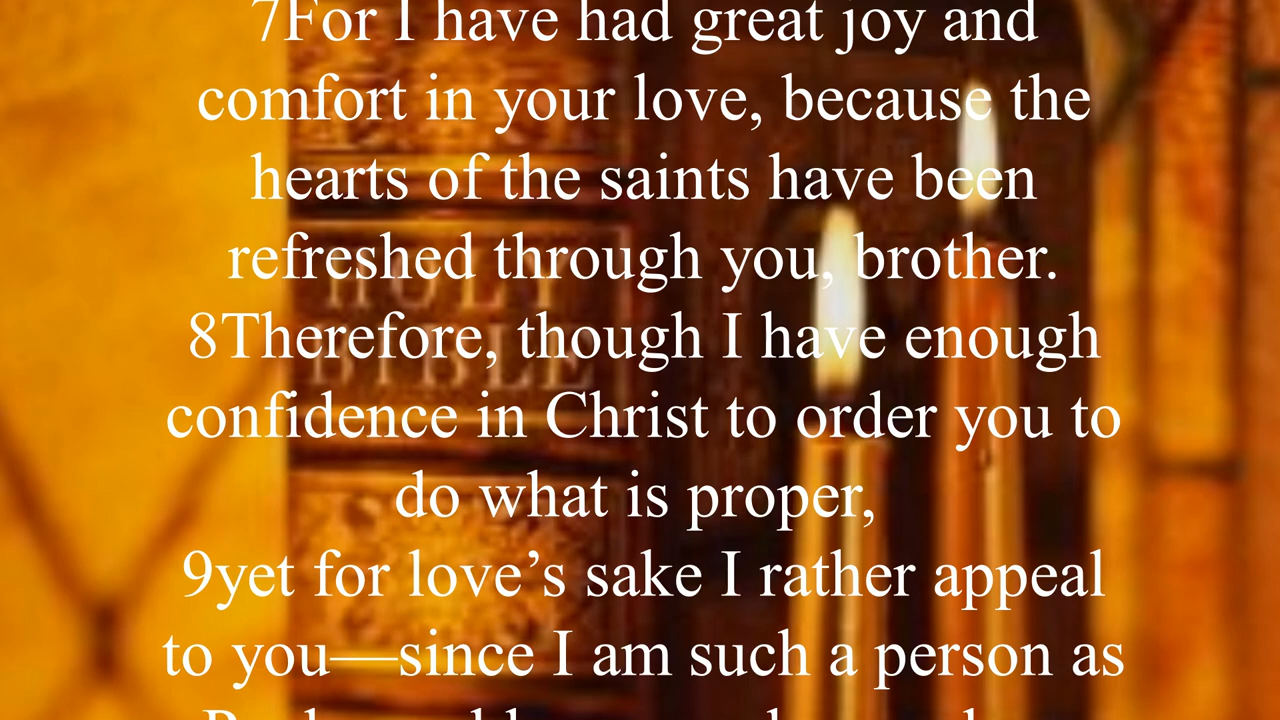 7For I have had great joy and
comfort in your love, because the
hearts of the saints have been
refreshed through you, brother.
HOLY
8Therefore, though I have enough
BIBLE
confidence in Christ to order you to
do what is proper,
9yet for love’s sake I rather appeal
to you—since I am such a person as